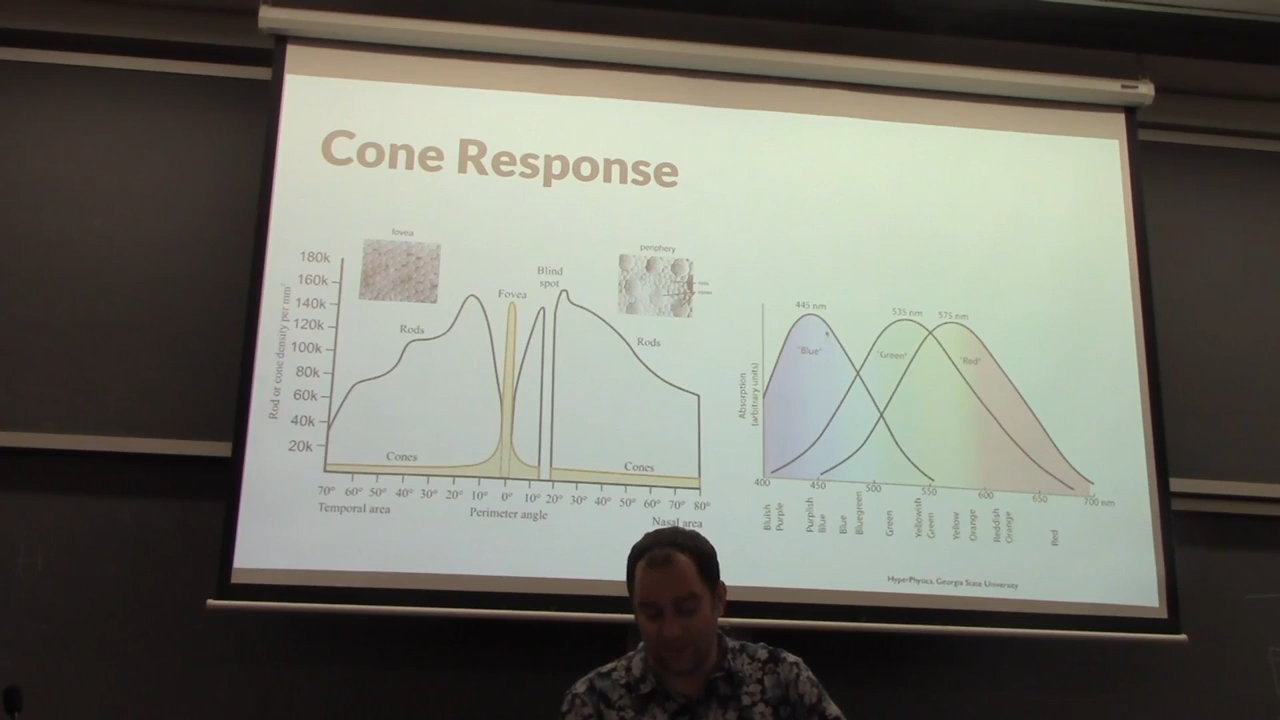 Cone Response
fovea
periphery
rods
180k
160k
140k
120k
100k
80k
60k
40k
20k
Rod or cone density per mm²
Rods
Fovea
Blind
spot
Rods
Cones
Cones
70° 60° 50° 40° 30° 20° 10° 0° 10° 20° 30° 40° 50° 60° 70° 80°
Temporal area
Perimeter angle
Nasal area
445 nm
535 nm
575 nm
"Blue"
"Green"
"Red"
Absorption
(arbitrary units)
400 450 500 550 600 650 700 nm
Bluish
Purple
Purplish
Blue
Blue
Bluegreen
Green
Yellowish
Green
Yellow
Orange
Reddish
Orange
Red
HyperPhysics, Georgia State University